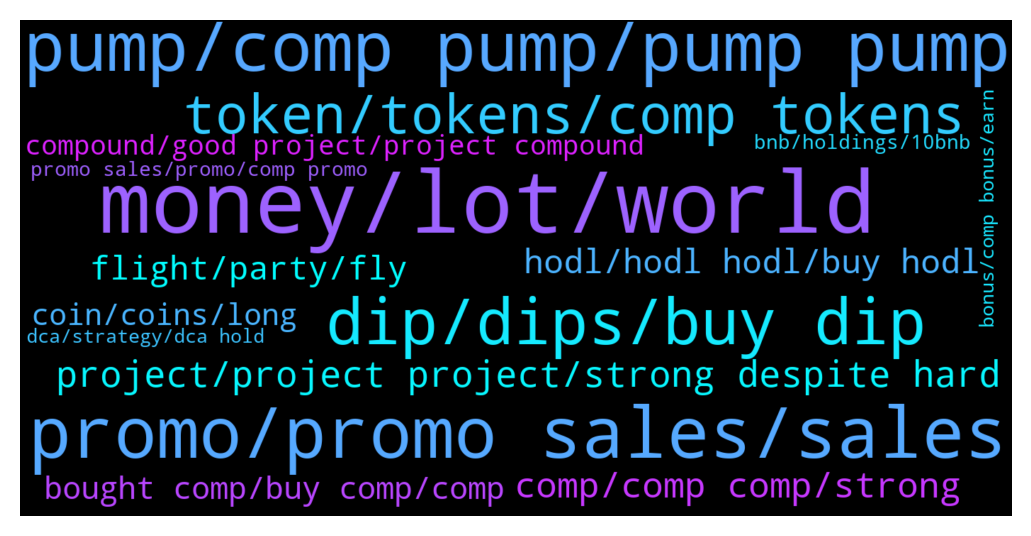 pump/comp pump/pump pump
token/tokens/comp tokens
compound/good project/project compound
bnb/holdings/10bnb
promo sales/promo/comp promo
money/lot/world
bonus/comp bonus/earn
flight/party/fly
hodl/hodl hodl/buy hodl
coin/coins/long
dip/dips/buy dip
dca/strategy/dca hold
project/project project/strong despite hard
promo/promo sales/sales
bought comp/buy comp/comp
comp/comp comp/strong